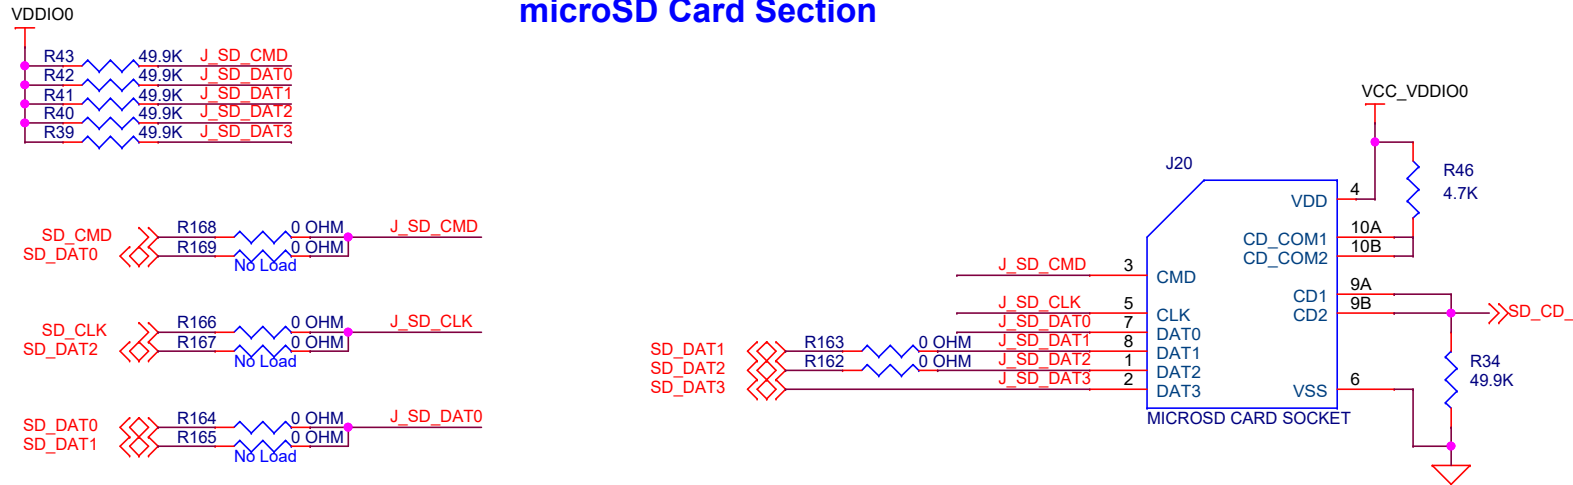 microSD Card Section
VDDIO0
R43 49.9K J_SD_CMD
R42 49.9K J_SD_DAT0
R41 49.9K J_SD_DAT1
R40 49.9K J_SD_DAT2
R39 49.9K J_SD_DAT3
SD_CMD R168 0 OHM J_SD_CMD
SD_DAT0 R169 0 OHM
No Load
SD_CLK R166 0 OHM J_SD_CLK
SD_DAT2 R167 0 OHM
No Load
SD_DAT0 R164 0 OHM J_SD_DAT0
SD_DAT1 R165 0 OHM
No Load
VCC_VDDIO0
J20
R46
4.7K
VDD 4
CD_COM1 10A
CD_COM2 10B
J_SD_CMD 3 CMD
CD1 9A
CD2 9B
SD_CD_
J_SD_CLK 5 CLK
J_SD_DAT0 7 DAT0
SD_DAT1 R163 0 OHM J_SD_DAT1 8 DAT1
SD_DAT2 R162 0 OHM J_SD_DAT2 1 DAT2
SD_DAT3 J_SD_DAT3 2 DAT3
VSS 6
R34
49.9K
MICROSD CARD SOCKET